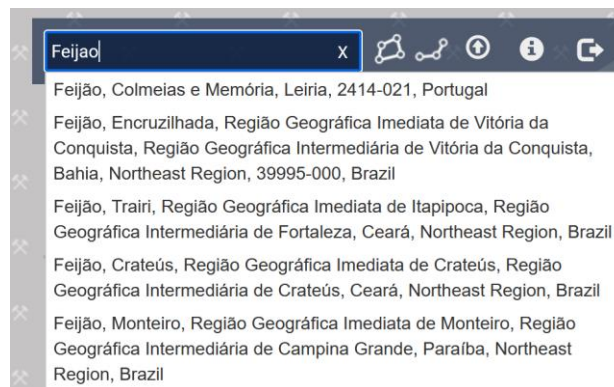 Feijao X
Feijão, Colmeias e Memória, Leiria, 2414-021, Portugal
Feijão, Encruzilhada, Região Geográfica Imediata de Vitória da
Conquista, Região Geográfica Intermediária de Vitória da Conquista,
Bahia, Northeast Region, 39995-000, Brazil
Feijão, Trairi, Região Geográfica Imediata de Itapipoca, Região
Geográfica Intermediária de Fortaleza, Ceará, Northeast Region, Brazil
Feijão, Crateús, Região Geográfica Imediata de Crateús, Região
Geográfica Intermediária de Crateús, Ceará, Northeast Region, Brazil
Feijão, Monteiro, Região Geográfica Imediata de Monteiro, Região
Geográfica Intermediária de Campina Grande, Paraíba, Northeast
Region, Brazil